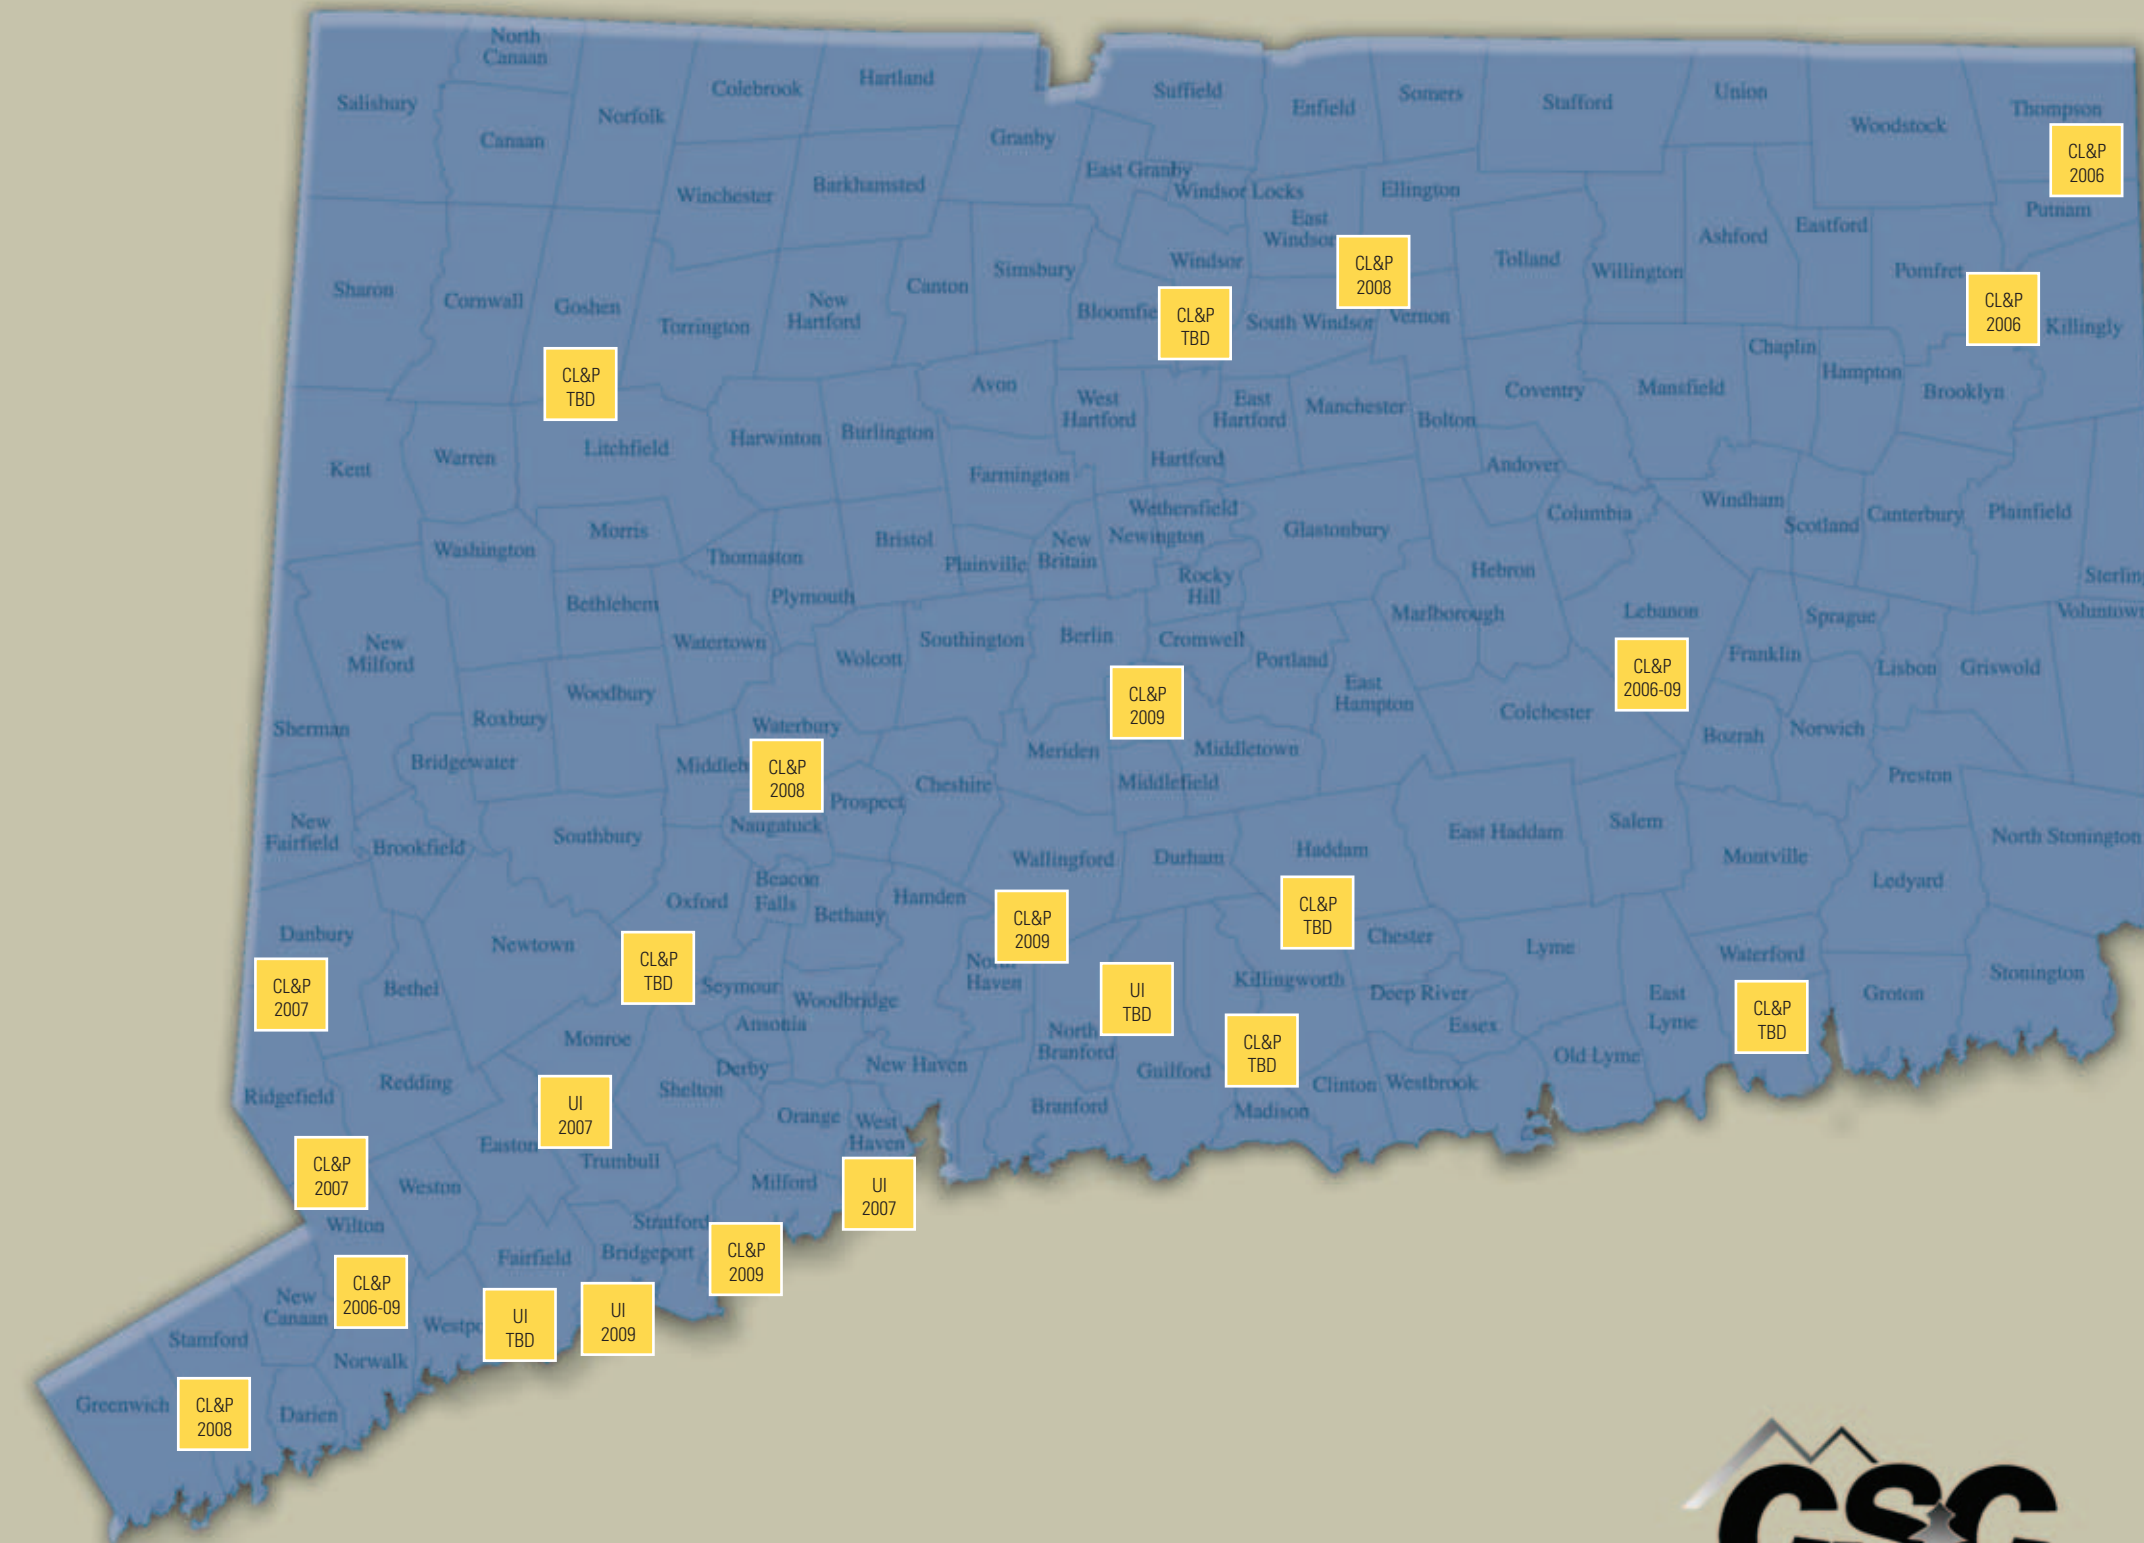 North
Canaan
Salisbury
Canaan
Norfolk
Colebrook
Hartland
Winchester
Barkhamsted
Granby
Suffield
East Granby
Windsor Locks
Enfield
Somers
Stafford
Union
Woodstock
Thompson
CL&P
2006
Putnam
Ellington
East
Windsor
Windsor
CL&P
2008
Tolland
Willington
Ashford
Eastford
Pomfret
CL&P
2006
Killingly
Sharon
Cornwall
Goshen
Torrington
New
Hartford
Canton
Simsbury
Bloomfie
CL&P
TBD
South Windsor
Vernon
Chaplin
Hampton
Brooklyn
CL&P
TBD
Litchfield
Harwinton
Burlington
Avon
West
Hartford
East
Hartford
Manchester
Bolton
Coventry
Mansfield
Kent
Warren
Farmington
Hartford
Andover
Columbia
Windham
Scotland
Canterbury
Plainfield
Sterlin
Voluntown
Morris
Washington
Thomaston
Bristol
Plainville
New
Britain
Wethersfield
Newington
Glastonbury
Rocky
Hill
Hebron
Marlborough
Lebanon
CL&P
2006-09
Sprague
Franklin
Lisbon
Griswold
Bethlehem
Plymouth
Watertown
Wolcott
Southington
Berlin
Cromwell
Portland
East
Hampton
Colchester
Bozrah
Norwich
Preston
New
Milford
Sherman
Roxbury
Woodbury
Bridgewater
Waterbury
Middleb
CL&P
2008
Prospect
Naugatuck
Cheshire
Meriden
CL&P
2009
Middletown
Middlefield
New
Fairfield
Brookfield
Southbury
Oxford
Beacon
Falls
Bethany
Hamden
Wallingford
Durham
Haddam
East Haddam
Salem
Montville
Ledyard
North Stonington
Danbury
CL&P
2007
Bethel
Newtown
CL&P
TBD
Seymour
Woodbridge
CL&P
2009
North
Haven
UI
TBD
CL&P
TBD
Killingworth
Chester
Deep River
Essex
Lyme
East
Lyme
Waterford
CL&P
TBD
Groton
Stonington
Monroe
Ansonia
Derby
Shelton
New Haven
North
Branford
Guilford
CL&P
TBD
Madison
Clinton
Westbrook
Old Lyme
Ridgefield
Redding
UI
2007
Easton
Trumbull
Orange
West
Haven
Branford
CL&P
2007
Weston
Wilton
Milford
UI
2007
Stratford
Bridgeport
Fairfield
CL&P
2009
New
Canaan
CL&P
2006-09
Westpo
UI
TBD
UI
2009
Stamford
Norwalk
Greenwich
CL&P
2008
Darien
CSC